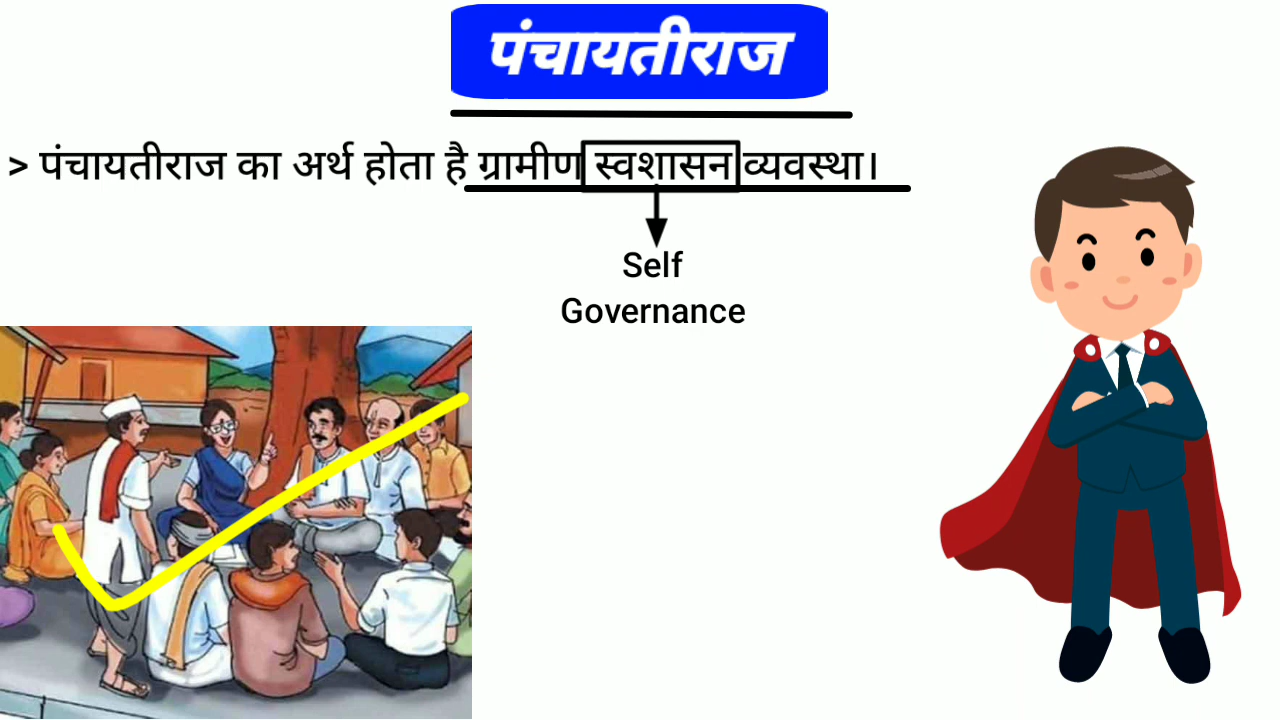 पंचायतीराज
> पंचायतीराज का अर्थ होता है ग्रामीण स्वशासन व्यवस्था।
Self
Governance